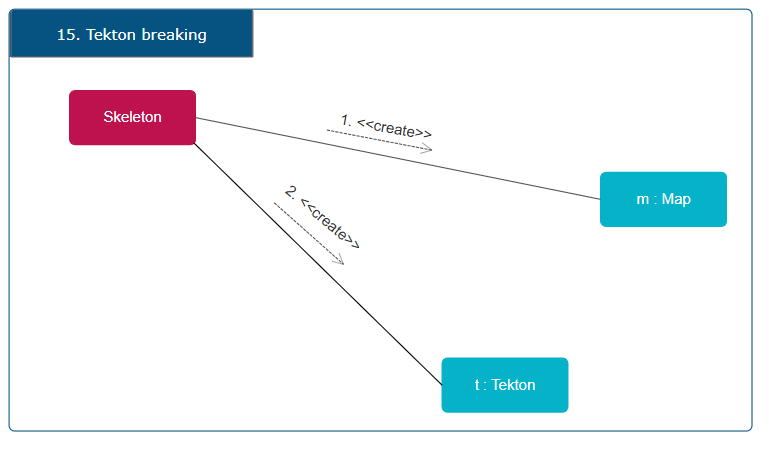 15. Tekton breaking
Skeleton
1. <<create>>
2. <<create>>
m : Map
t : Tekton